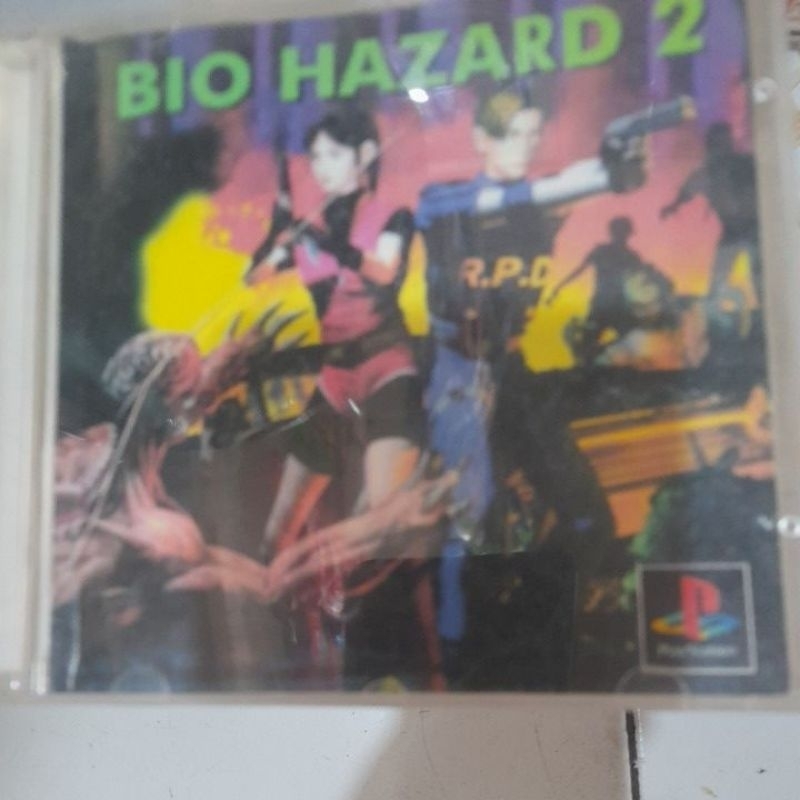 BIO HAZARD 2
R.P.D
PlayStation